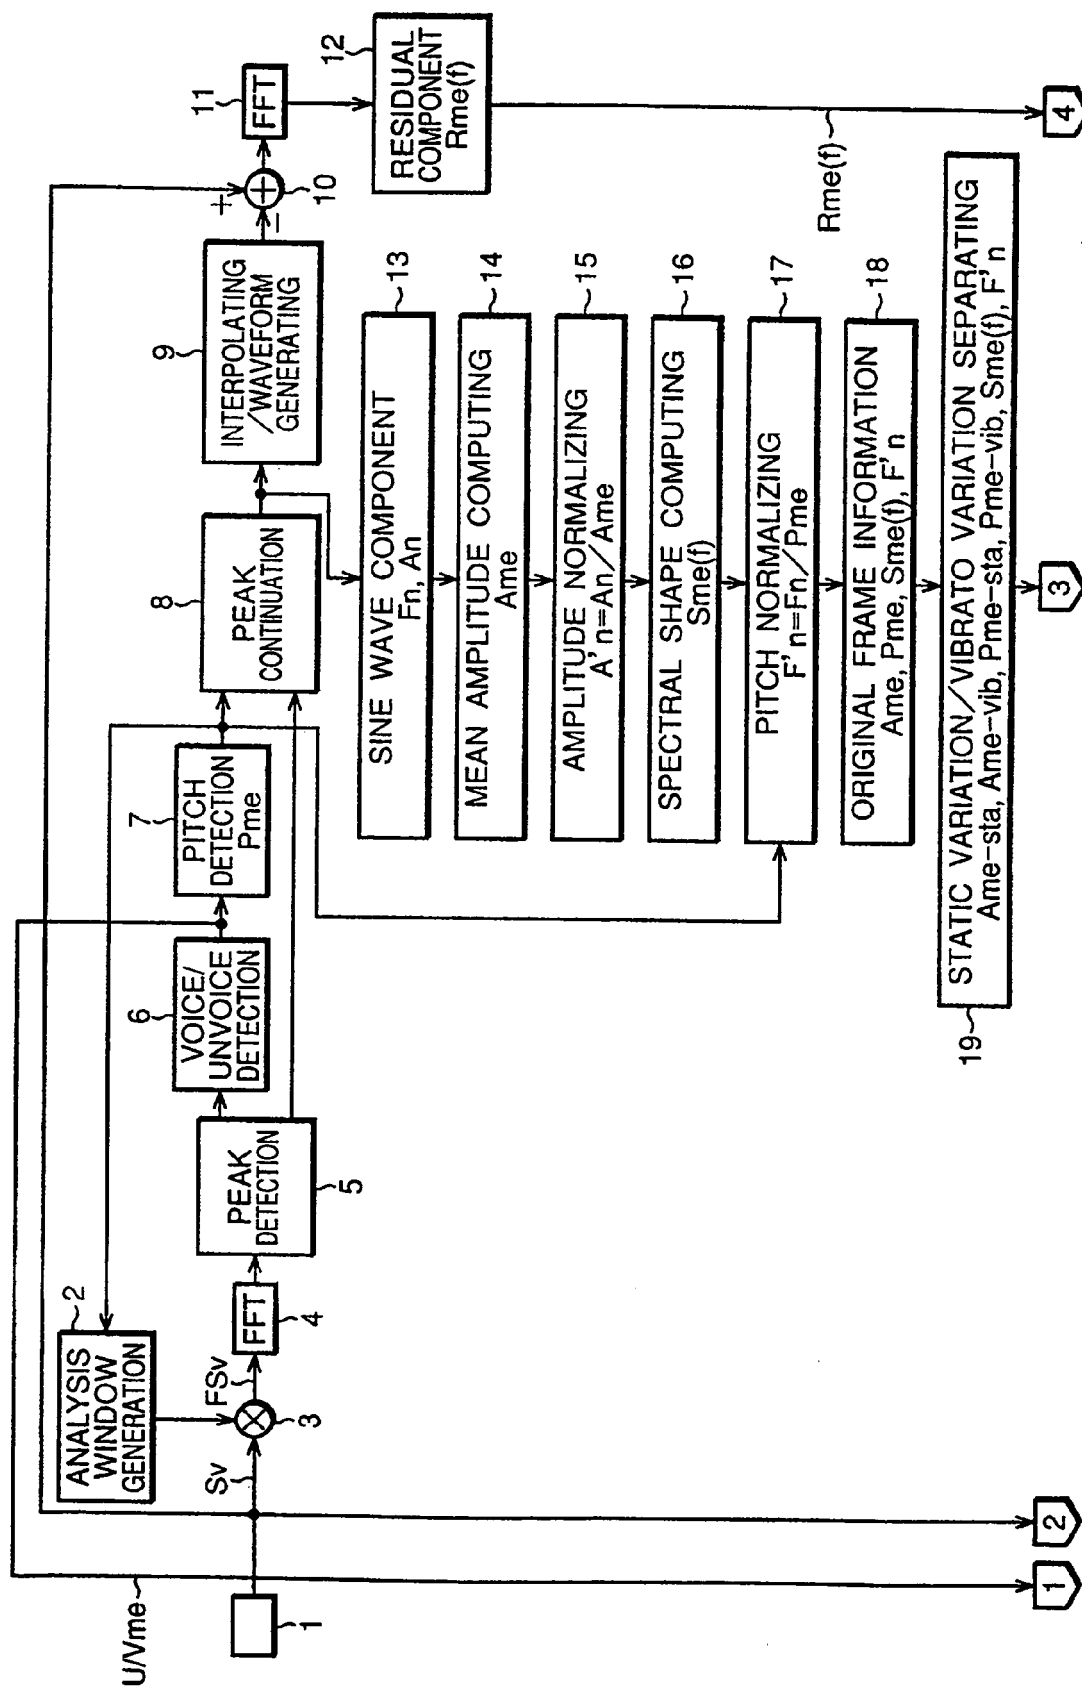 U/Vme
1
Sv
ANALYSIS
WINDOW
GENERATION
2
3
FSv
FFT
4
PEAK
DETECTION
5
VOICE/
UNVOICE
DETECTION
6
PITCH
DETECTION
Pme
7
PEAK
CONTINUATION
8
INTERPOLATING
/WAVEFORM
GENERATING
9
+
−
10
FFT
11
RESIDUAL
COMPONENT
Rme(f)
12
SINE WAVE COMPONENT
Fn, An
13
MEAN AMPLITUDE COMPUTING
Ame
14
AMPLITUDE NORMALIZING
A'n=An/Ame
15
SPECTRAL SHAPE COMPUTING
Sme(f)
16
PITCH NORMALIZING
F'n=Fn/Pme
17
ORIGINAL FRAME INFORMATION
Ame, Pme, Sme(f), F'n
18
STATIC VARIATION/VIBRATO VARIATION SEPARATING
Ame-sta, Ame-vib, Pme-sta, Pme-vib, Sme(f), F'n
19
Rme(f)
1
2
3
4